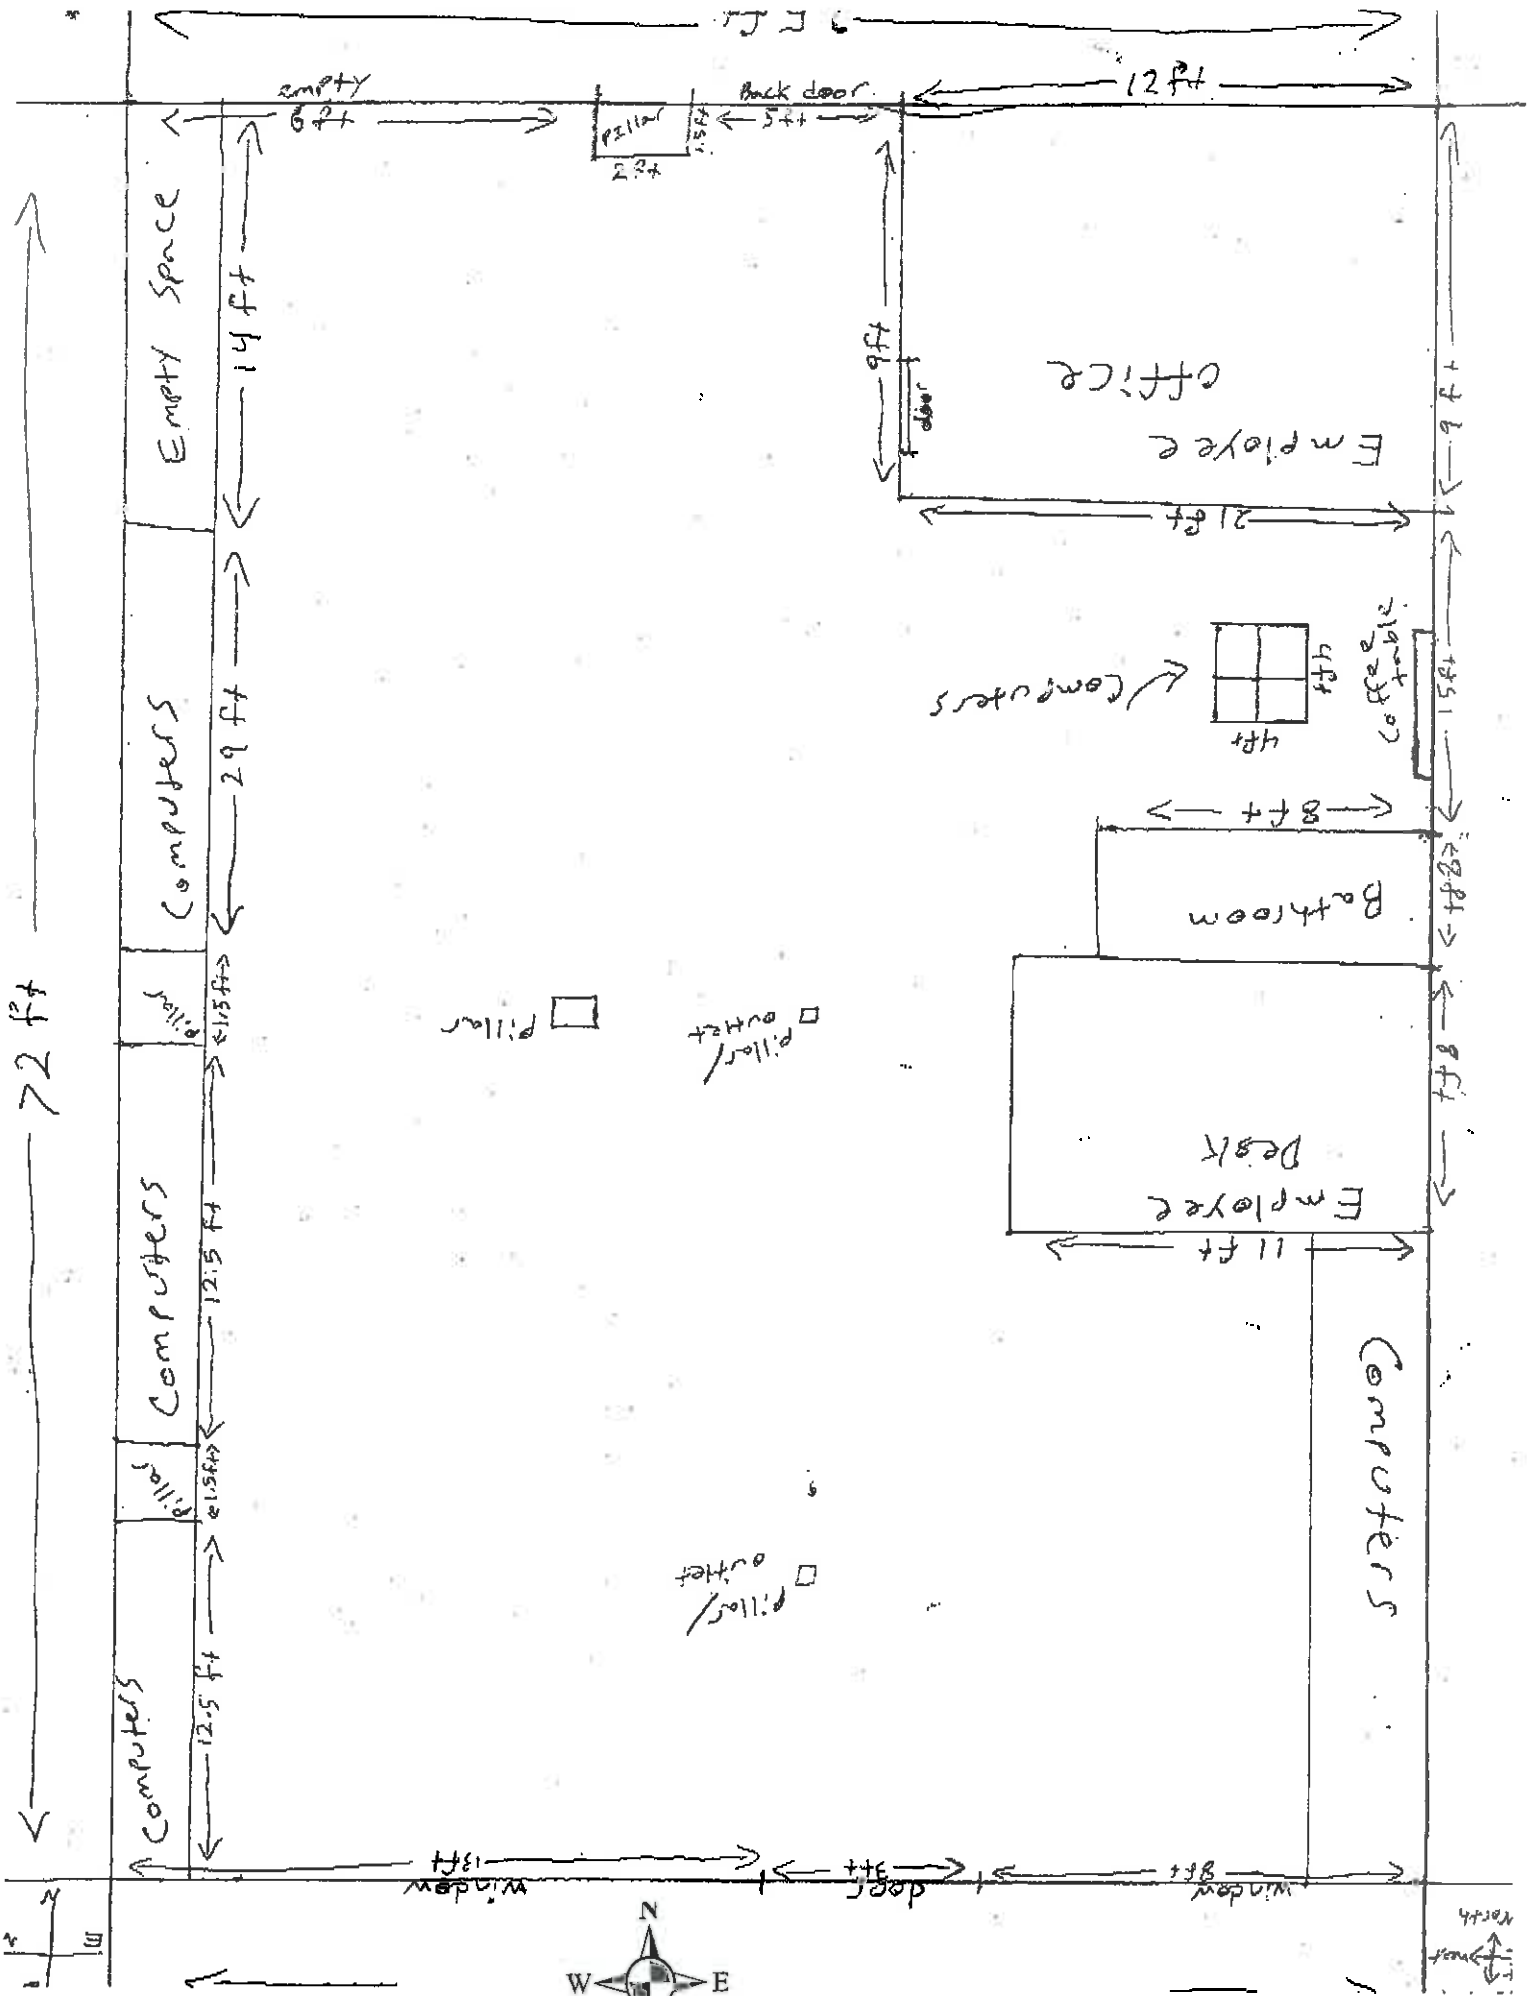 empty
6 ft
Pillar
1.5 ft
2 ft
Back door
5 ft
12 ft
Empty Space
14 ft
9 ft
door
Employee
office
9 ft
21 ft
72 ft
Computers
29 ft
Computers
4 ft
4 ft
Coffee
table
15 ft
8 ft
Bathroom
Pillar
1.5 ft
Pillar
Pillar/
outlet
8 ft
Employee
Desk
11 ft
Computers
12.5 ft
Computers
Pillar
1.5 ft
Pillar/
outlet
Computers
12.5 ft
13 ft
window
3 ft
door
8 ft
window
N
E
N
W E
North